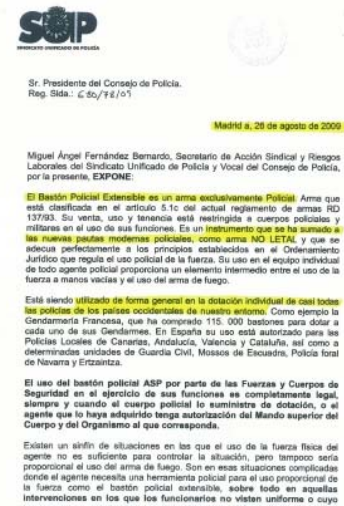 SUP
SINDICATO UNIFICADO DE POLICÍA
Sr. Presidente del Consejo de Policía.
Reg. Slda.: 630/78/09
Madrid a, 26 de agosto de 2009
Miguel Ángel Fernández Bernardo, Secretario de Acción Sindical y Riesgos
Laborales del Sindicato Unificado de Policía y Vocal del Consejo de Policía,
por la presente, EXPONE:
El Bastón Policial Extensible es un arma exclusivamente Policial. Arma que
está clasificada en el artículo 5.1c del actual reglamento de armas RD
137/93. Su venta, uso y tenencia está restringida a cuerpos policiales y
militares en el uso de sus funciones. Es un instrumento que se ha sumado a
las nuevas pautas modernas policiales, como arma NO LETAL y que se
adecua perfectamente a los principios establecidos en el Ordenamiento
Jurídico que regula el uso policial de la fuerza. Su uso en el equipo individual
de todo agente policial proporciona un elemento intermedio entre el uso de la
fuerza a manos vacías y el uso del arma de fuego.
Está siendo utilizado de forma general en la dotación individual de casi todas
las policías de los países occidentales de nuestro entorno. Como ejemplo la
Gendarmería Francesa, que ha comprado 115. 000 bastones para dotar a
cada uno de sus Gendarmes. En España su uso está autorizado para las
Policías Locales de Canarias, Andalucía, Valencia y Cataluña, así como a
determinadas unidades de Guardia Civil, Mossos de Escuadra, Policía foral
de Navarra y Ertzaintza.
El uso del bastón policial ASP por parte de las Fuerzas y Cuerpos de
Seguridad en el ejercicio de sus funciones es completamente legal,
siempre y cuando el cuerpo policial lo suministre de dotación, o el
agente que lo haya adquirido tenga autorización del Mando superior del
Cuerpo y del Organismo al que corresponda.
Existen un sinfín de situaciones en las que el uso de la fuerza física del
agente no es suficiente para controlar la situación, pero tampoco sería
proporcional el uso del arma de fuego. Son en esas situaciones complicadas
donde el agente necesita una herramienta policial para el uso proporcional de
la fuerza como el bastón policial extensible, sobre todo en aquellas
intervenciones en los que los funcionarios no visten uniforme o cuyo